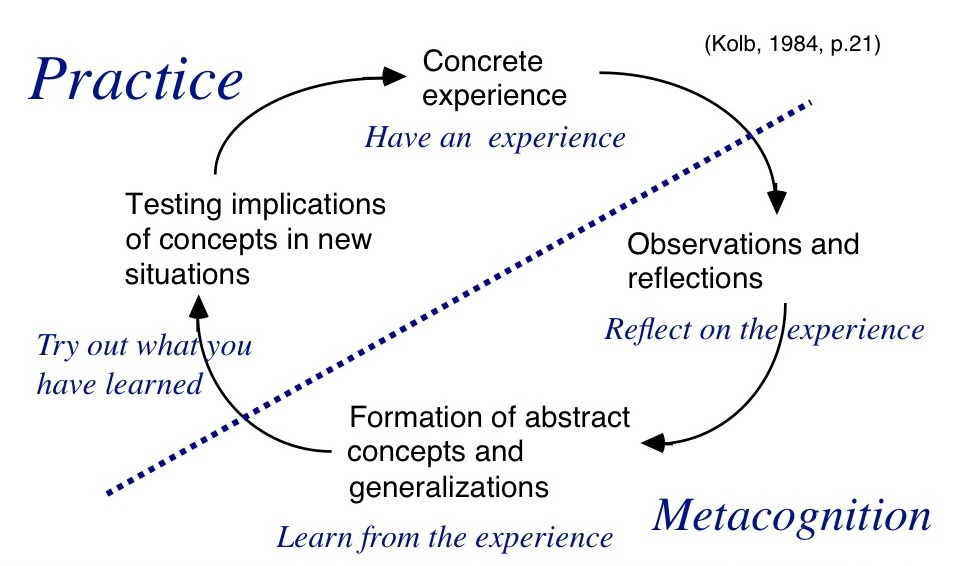 (Kolb, 1984, p.21)
Practice
Concrete
experience
Have an experience
Testing implications
of concepts in new
situations
Observations and
reflections
Reflect on the experience
Try out what you
have learned
Formation of abstract
concepts and
generalizations
Metacognition
Learn from the experience